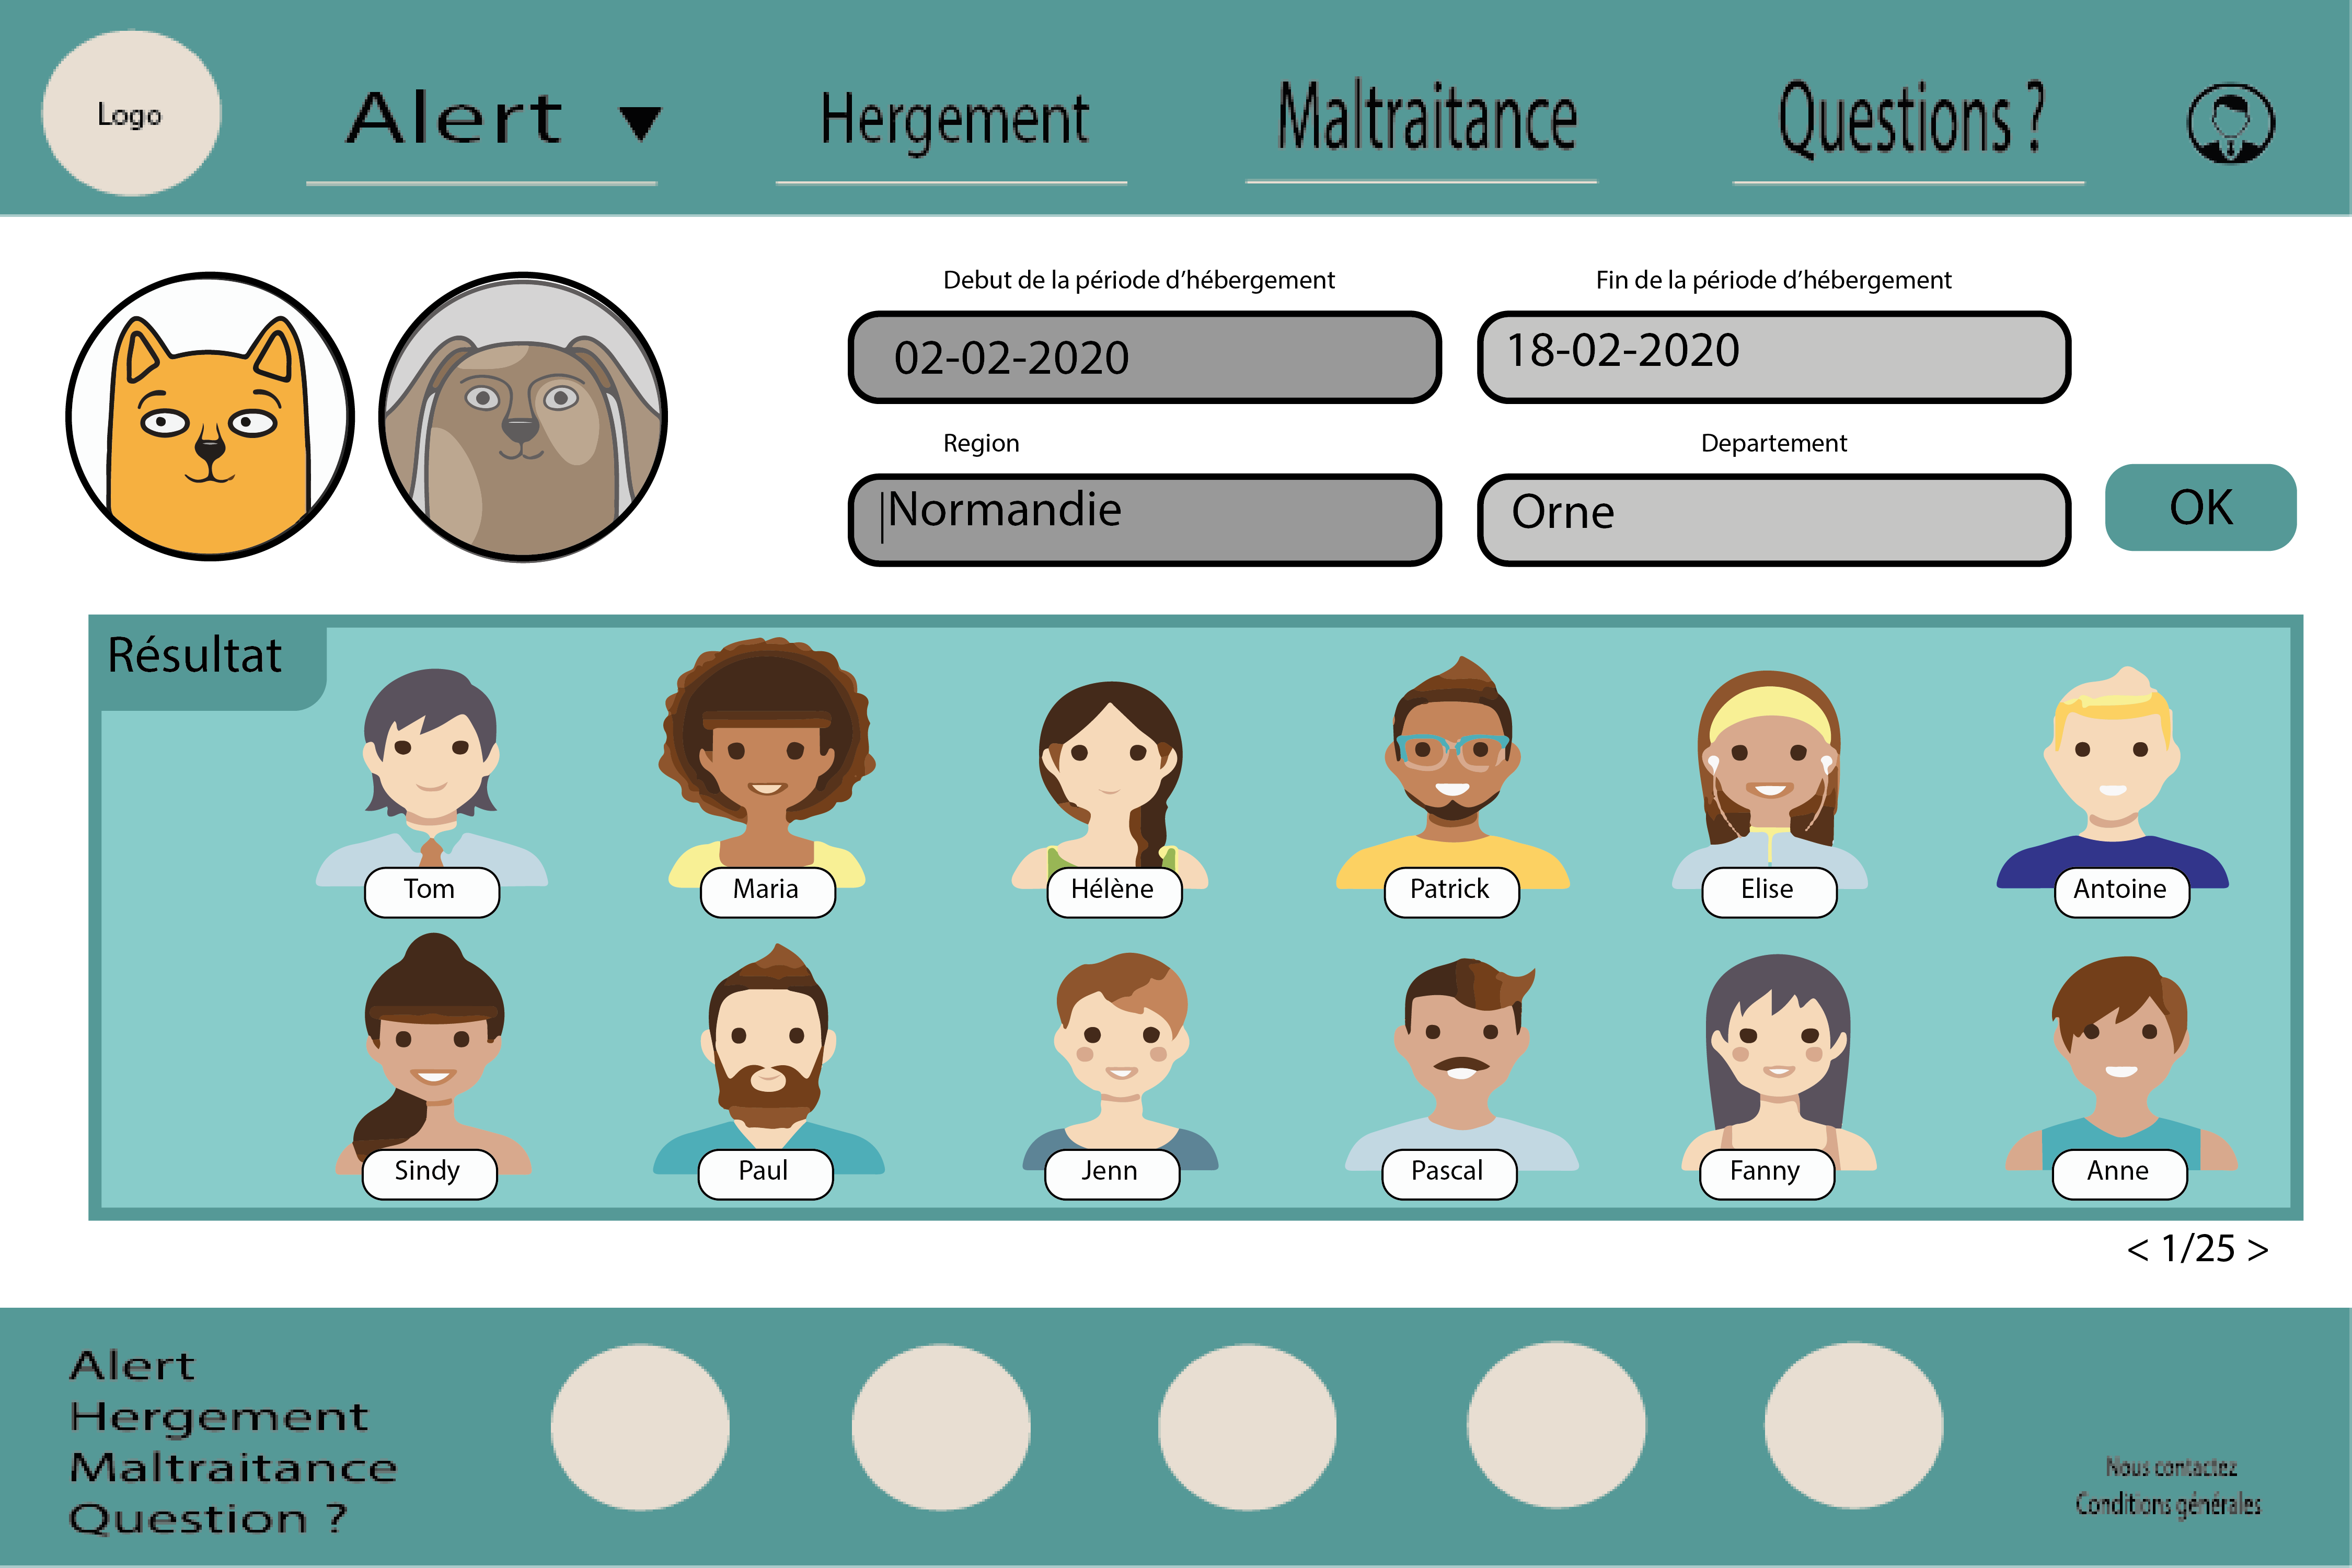 Logo
Alert ▼
Hergement
Maltraitance
Questions ?
Debut de la période d'hébergement
Fin de la période d'hébergement
02-02-2020
18-02-2020
Region
Departement
Normandie
Orne
OK
Résultat
Tom
Maria
Hélène
Patrick
Elise
Antoine
Sindy
Paul
Jenn
Pascal
Fanny
Anne
< 1/25 >
Alert
Hergement
Maltraitance
Question ?
Nous contactez
Conditions générales